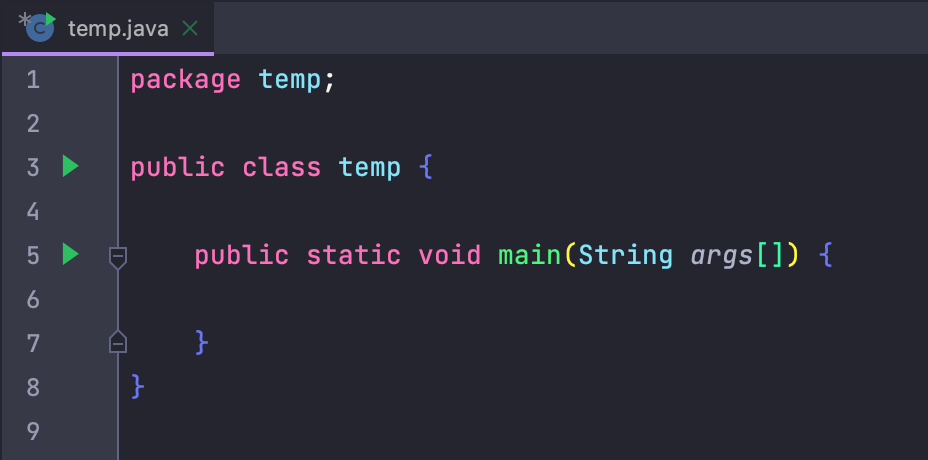 temp.java
1 package temp;
2
3 public class temp {
4
5     public static void main(String args[]) {
6
7     }
8 }
9